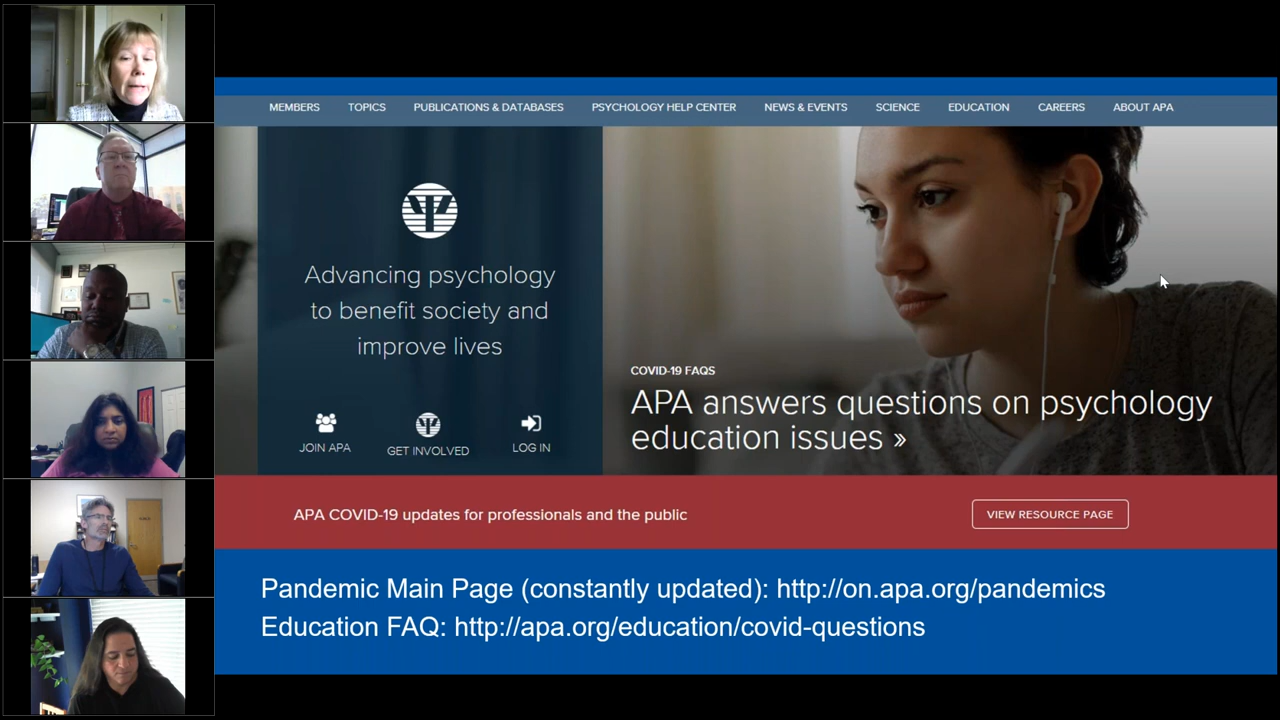 MEMBERS TOPICS PUBLICATIONS & DATABASES PSYCHOLOGY HELP CENTER NEWS & EVENTS SCIENCE EDUCATION CAREERS ABOUT APA
Advancing psychology
to benefit society and
improve lives
JOIN APA GET INVOLVED LOG IN
COVID-19 FAQS
APA answers questions on psychology
education issues »
APA COVID-19 updates for professionals and the public
VIEW RESOURCE PAGE
Pandemic Main Page (constantly updated): http://on.apa.org/pandemics
Education FAQ: http://apa.org/education/covid-questions